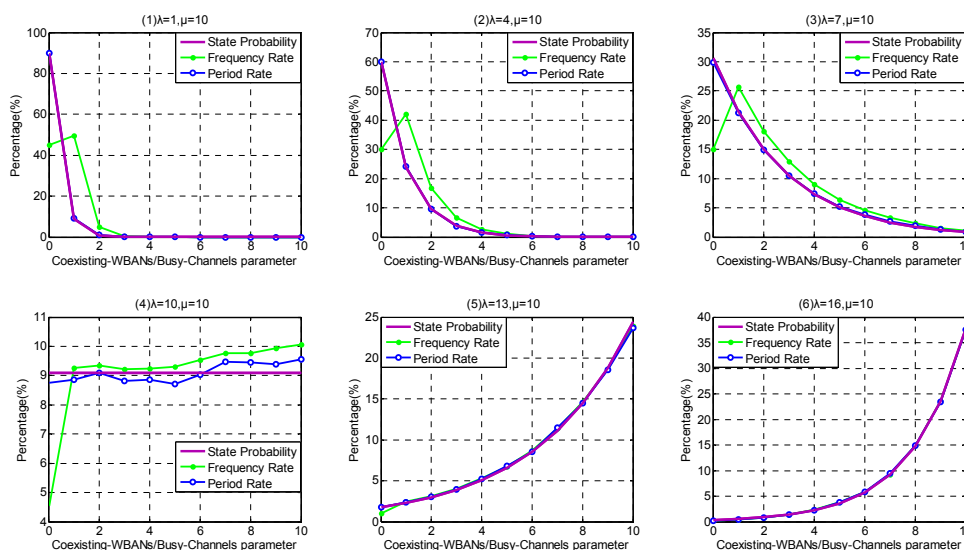 (1)λ=1,μ=10
100
80
60
40
20
0
Percentage(%)
State Probability
Frequency Rate
Period Rate
0 2 4 6 8 10
Coexisting-WBANs/Busy-Channels parameter
(2)λ=4,μ=10
70
60
50
40
30
20
10
0
Percentage(%)
State Probability
Frequency Rate
Period Rate
0 2 4 6 8 10
Coexisting-WBANs/Busy-Channels parameter
(3)λ=7,μ=10
35
30
25
20
15
10
5
0
Percentage(%)
State Probability
Frequency Rate
Period Rate
0 2 4 6 8 10
Coexisting-WBANs/Busy-Channels parameter
(4)λ=10,μ=10
11
10
9
8
7
6
5
4
Percentage(%)
State Probability
Frequency Rate
Period Rate
0 2 4 6 8 10
Coexisting-WBANs/Busy-Channels parameter
(5)λ=13,μ=10
25
20
15
10
5
0
Percentage(%)
State Probability
Frequency Rate
Period Rate
0 2 4 6 8 10
Coexisting-WBANs/Busy-Channels parameter
(6)λ=16,μ=10
40
35
30
25
20
15
10
5
0
Percentage(%)
State Probability
Frequency Rate
Period Rate
0 2 4 6 8 10
Coexisting-WBANs/Busy-Channels parameter